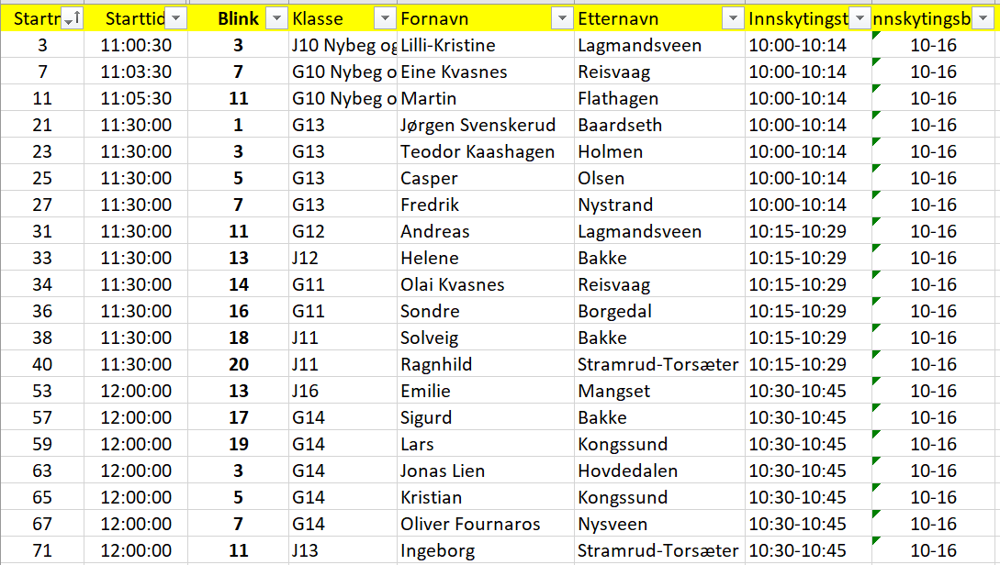 Startnr Starttid Blink Klasse Fornavn Etternavn Innskytingst nnskytingsb
3 11:00:30 3 J10 Nybeg og Lilli-Kristine Lagmandsveen 10:00-10:14 10-16
7 11:03:30 7 G10 Nybeg o Eine Kvasnes Reisvaag 10:00-10:14 10-16
11 11:05:30 11 G10 Nybeg o Martin Flathagen 10:00-10:14 10-16
21 11:30:00 1 G13 Jørgen Svenskerud Baardseth 10:00-10:14 10-16
23 11:30:00 3 G13 Teodor Kaashagen Holmen 10:00-10:14 10-16
25 11:30:00 5 G13 Casper Olsen 10:00-10:14 10-16
27 11:30:00 7 G13 Fredrik Nystrand 10:00-10:14 10-16
31 11:30:00 11 G12 Andreas Lagmandsveen 10:15-10:29 10-16
33 11:30:00 13 J12 Helene Bakke 10:15-10:29 10-16
34 11:30:00 14 G11 Olai Kvasnes Reisvaag 10:15-10:29 10-16
36 11:30:00 16 G11 Sondre Borgedal 10:15-10:29 10-16
38 11:30:00 18 J11 Solveig Bakke 10:15-10:29 10-16
40 11:30:00 20 J11 Ragnhild Stramrud-Torsæter 10:15-10:29 10-16
53 12:00:00 13 J16 Emilie Mangset 10:30-10:45 10-16
57 12:00:00 17 G14 Sigurd Bakke 10:30-10:45 10-16
59 12:00:00 19 G14 Lars Kongssund 10:30-10:45 10-16
63 12:00:00 3 G14 Jonas Lien Hovdedalen 10:30-10:45 10-16
65 12:00:00 5 G14 Kristian Kongssund 10:30-10:45 10-16
67 12:00:00 7 G14 Oliver Fournaros Nysveen 10:30-10:45 10-16
71 12:00:00 11 J13 Ingeborg Stramrud-Torsæter 10:30-10:45 10-16